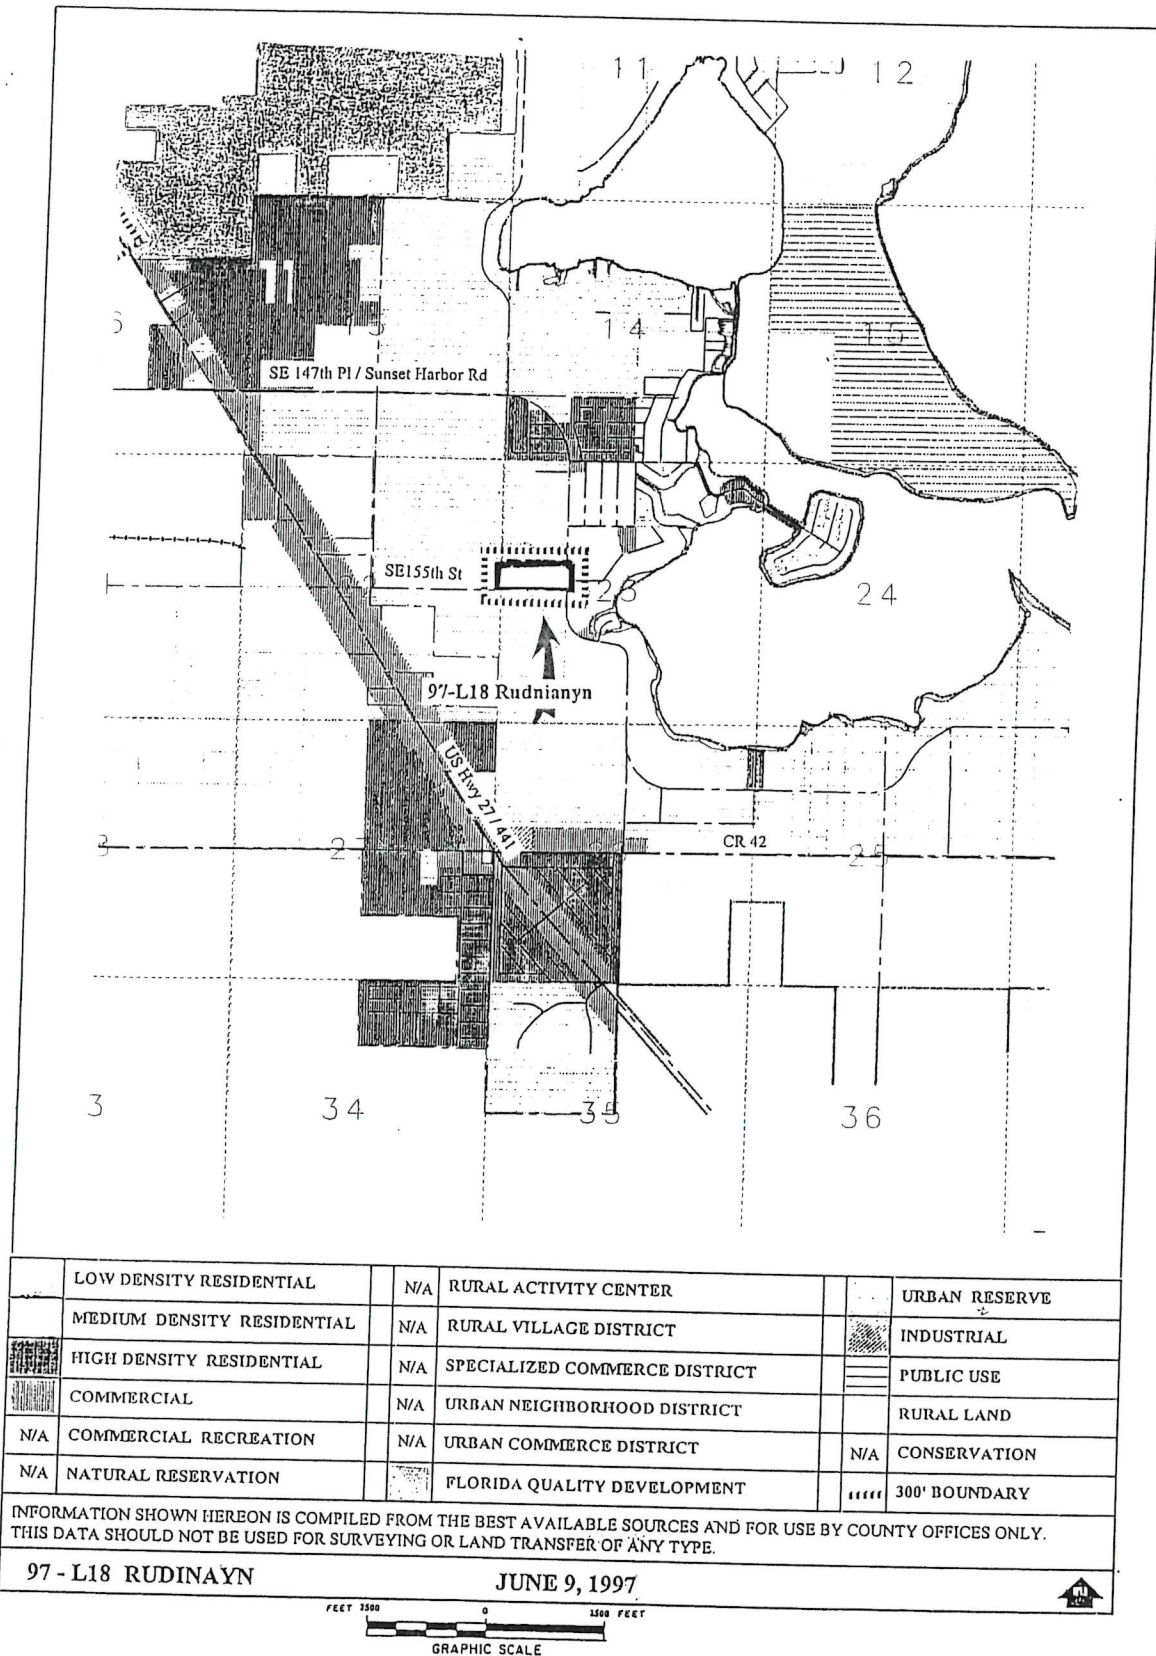 11
12
14
15
SE 147th Pl / Sunset Harbor Rd
SE155th St
23
24
97-L18 Rudnianyn
US Hwy 27 / 441
CR 42
25
3
34
35
36
LOW DENSITY RESIDENTIAL
N/A RURAL ACTIVITY CENTER
URBAN RESERVE
MEDIUM DENSITY RESIDENTIAL
N/A RURAL VILLAGE DISTRICT
INDUSTRIAL
HIGH DENSITY RESIDENTIAL
N/A SPECIALIZED COMMERCE DISTRICT
PUBLIC USE
COMMERCIAL
N/A URBAN NEIGHBORHOOD DISTRICT
RURAL LAND
N/A COMMERCIAL RECREATION
N/A URBAN COMMERCE DISTRICT
N/A CONSERVATION
N/A NATURAL RESERVATION
FLORIDA QUALITY DEVELOPMENT
300' BOUNDARY
INFORMATION SHOWN HEREON IS COMPILED FROM THE BEST AVAILABLE SOURCES AND FOR USE BY COUNTY OFFICES ONLY.
THIS DATA SHOULD NOT BE USED FOR SURVEYING OR LAND TRANSFER OF ANY TYPE.
97 - L18 RUDINAYN
JUNE 9, 1997
FEET 2500 0 2500 FEET
GRAPHIC SCALE